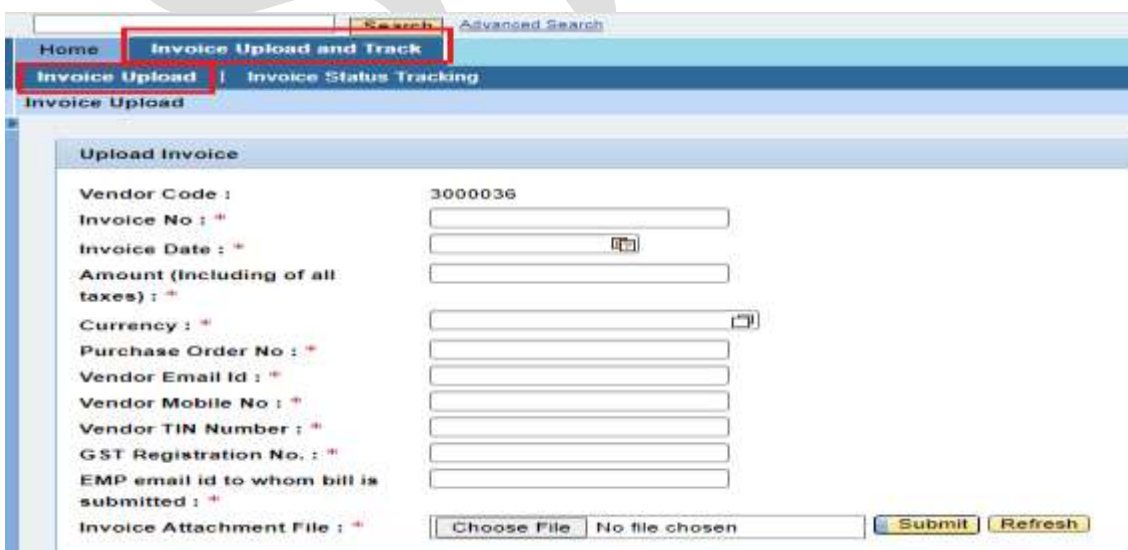 Search Advanced Search
Home Invoice Upload and Track
Invoice Upload | Invoice Status Tracking
Invoice Upload
Upload Invoice
Vendor Code : 3000036
Invoice No : *
Invoice Date : *
Amount (Including of all
taxes) : *
Currency : *
Purchase Order No : *
Vendor Email Id : *
Vendor Mobile No : *
Vendor TIN Number : *
GST Registration No. : *
EMP email id to whom bill is
submitted : *
Invoice Attachment File : * Choose File No file chosen Submit Refresh